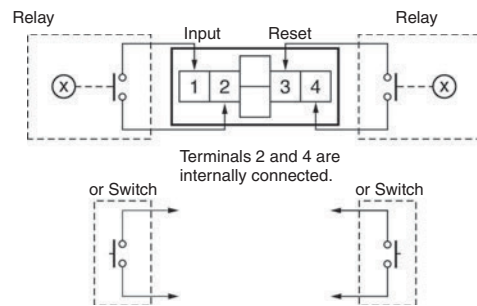 Relay Relay
Input Reset
X 1 2 3 4 X
Terminals 2 and 4 are
internally connected.
or Switch or Switch